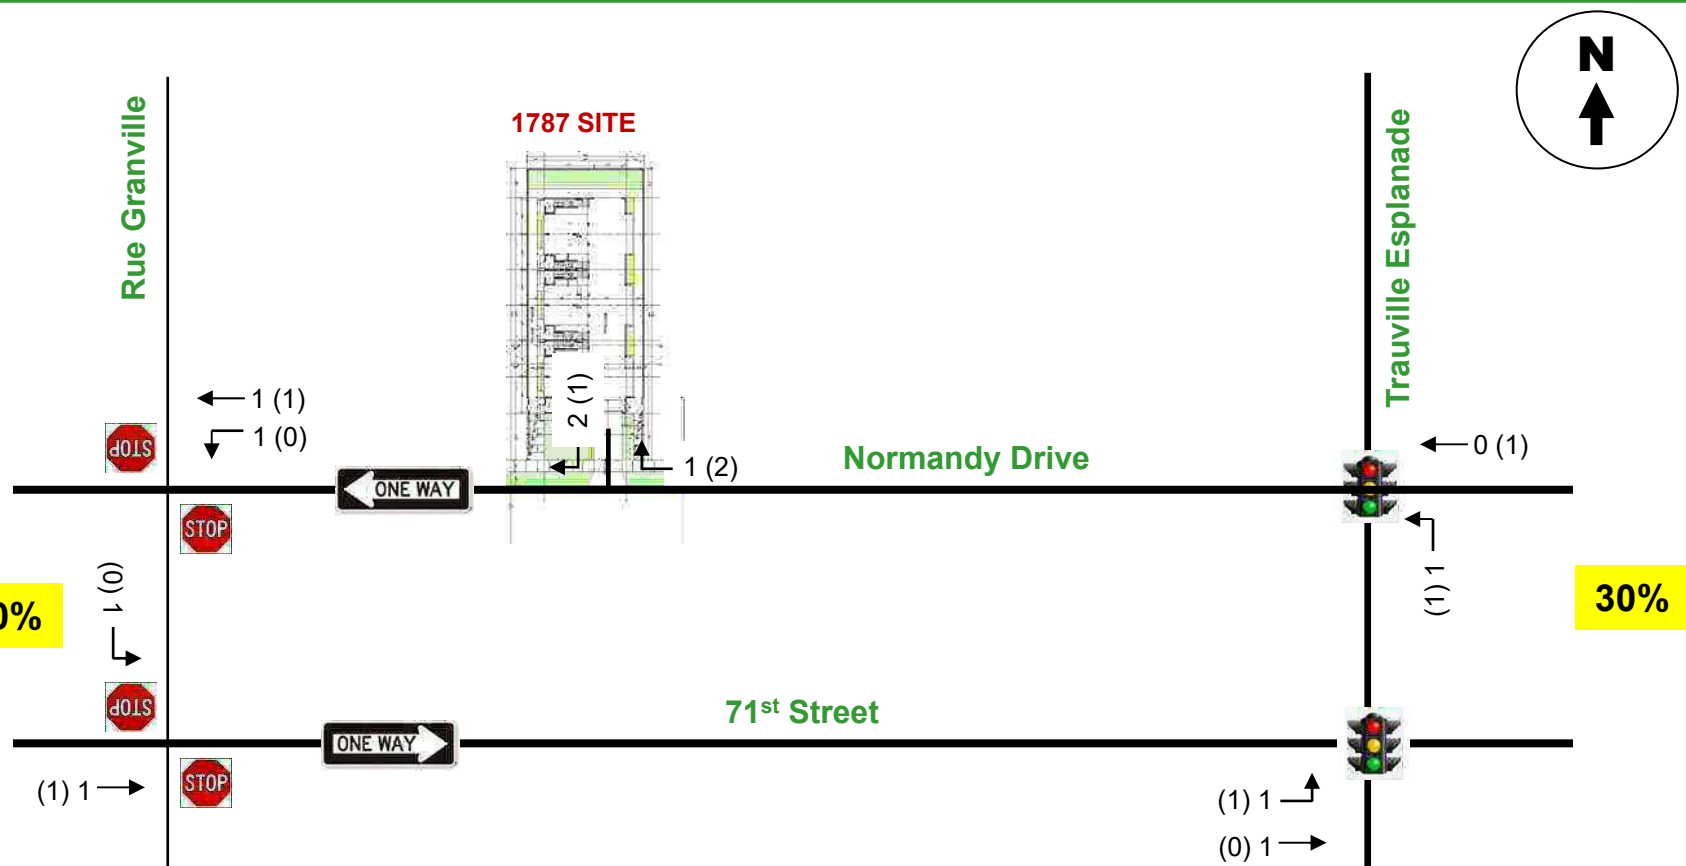 N
1787 SITE
Rue Granville
Trauville Esplanade
1 (1)
1 (0)
2 (1)
1 (2)
Normandy Drive
0 (1)
STOP
ONE WAY
STOP
(0) 1
(1) 1
0%
30%
STOP
71st Street
ONE WAY
STOP
(1) 1
(1) 1
(0) 1